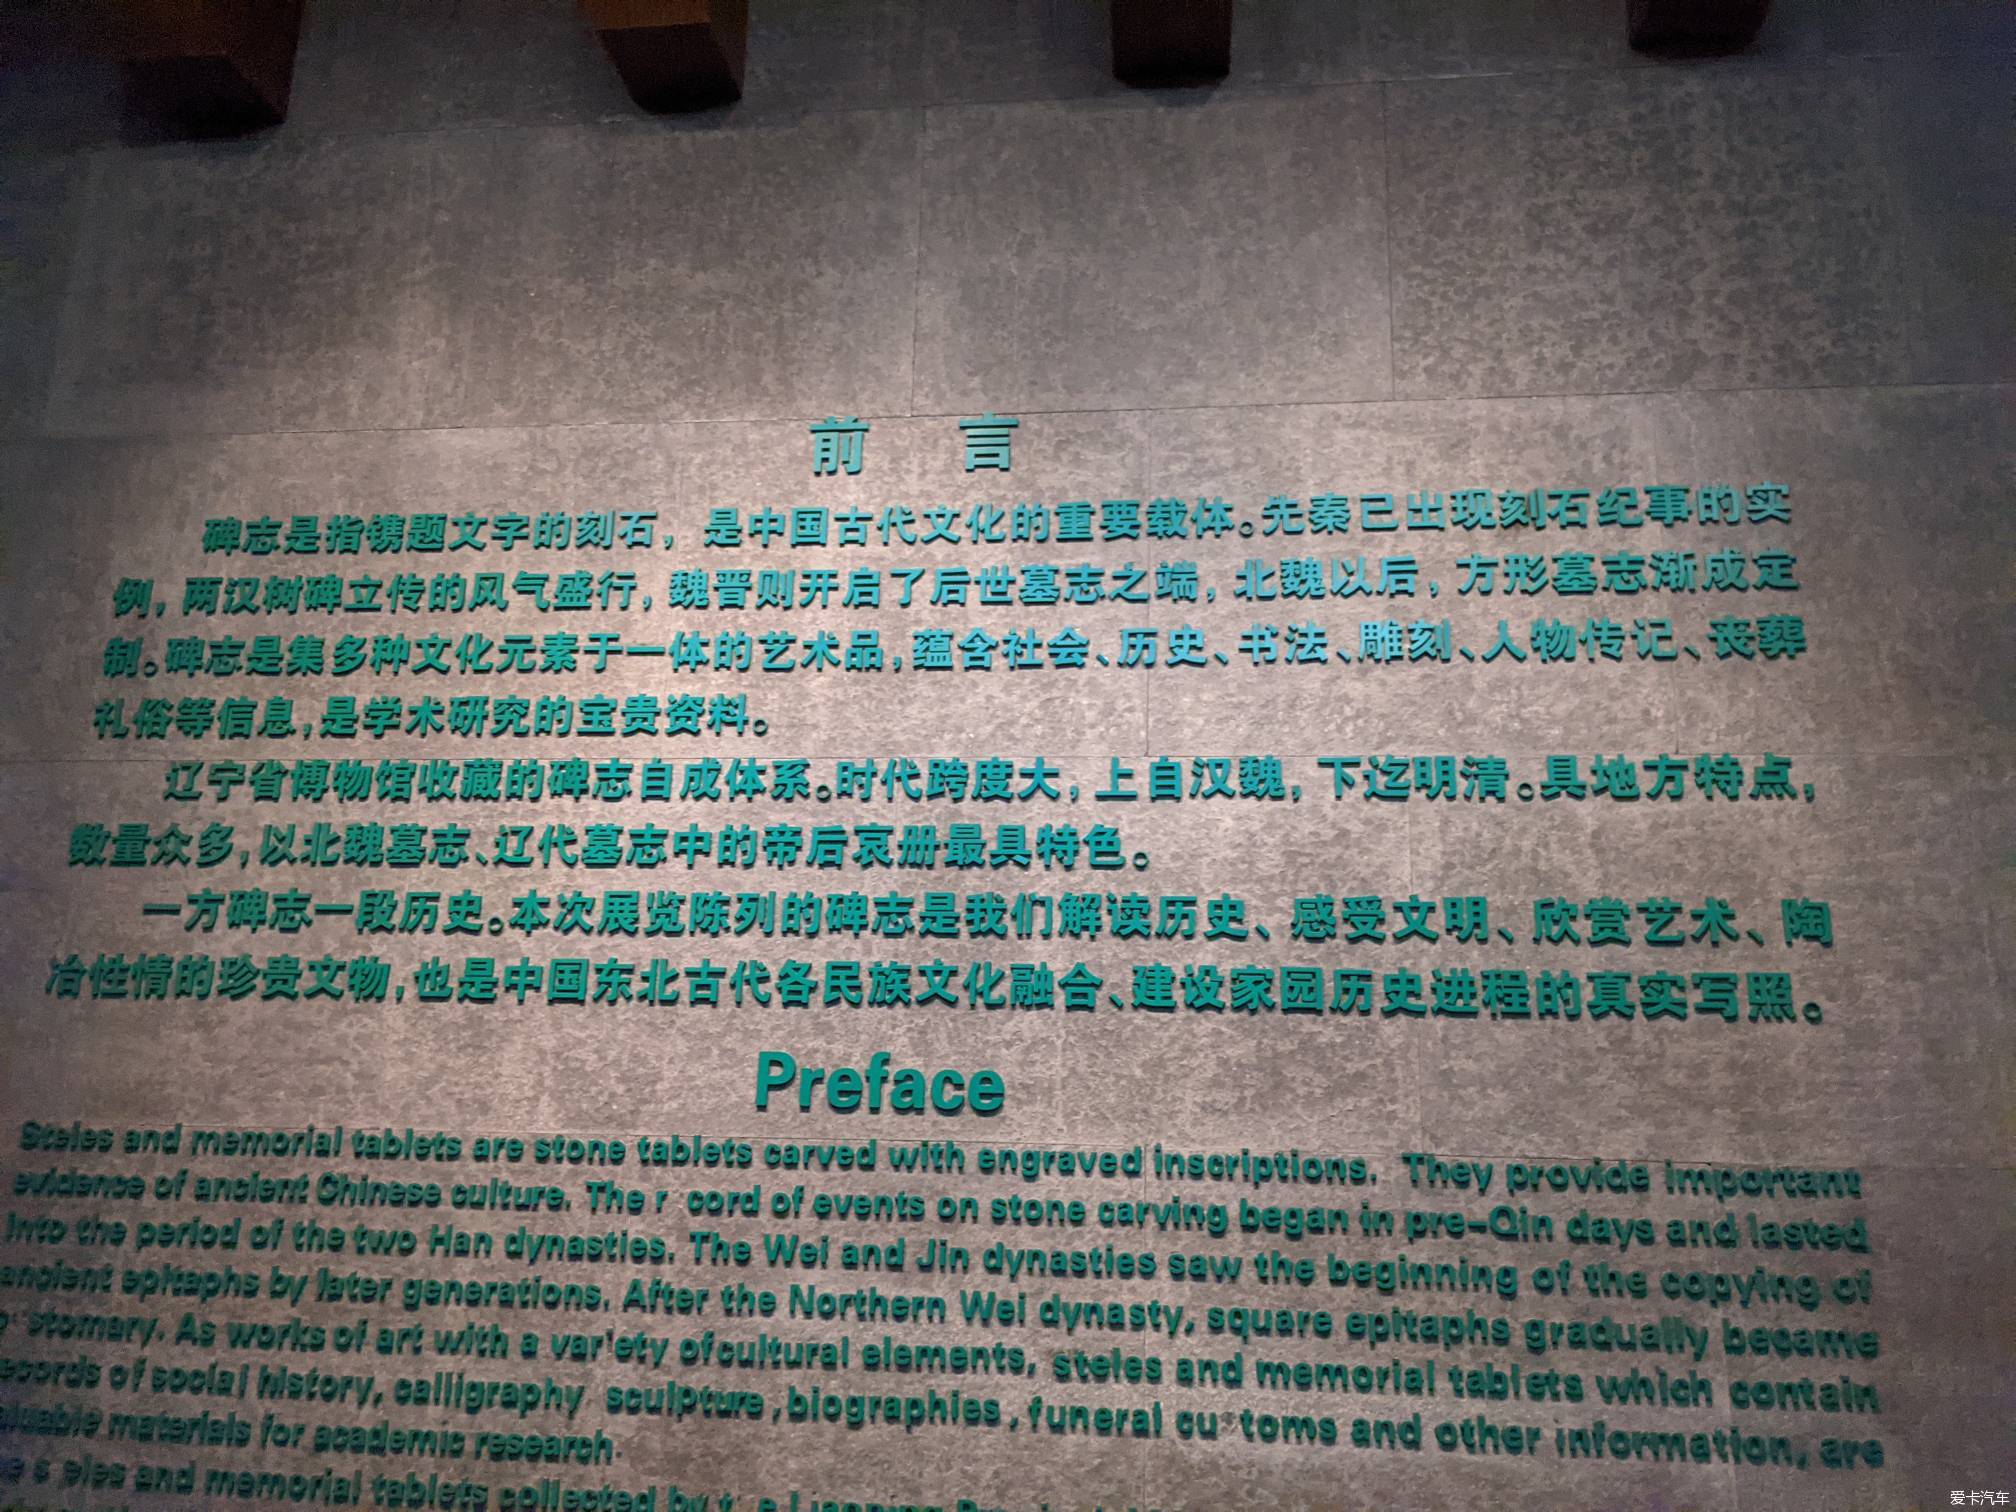 前 言
碑志是指镌题文字的刻石，是中国古代文化的重要载体。先秦已出现刻石纪事的实
例，两汉树碑立传的风气盛行，魏晋则开启了后世墓志之端，北魏以后，方形墓志渐成定
制。碑志是集多种文化元素于一体的艺术品，蕴含社会、历史、书法、雕刻、人物传记、丧葬
礼俗等信息，是学术研究的宝贵资料。
辽宁省博物馆收藏的碑志自成体系。时代跨度大，上自汉魏，下迄明清。具地方特点，
数量众多，以北魏墓志、辽代墓志中的帝后哀册最具特色。
一方碑志一段历史。本次展览陈列的碑志是我们解读历史、感受文明、欣赏艺术、陶
冶性情的珍贵文物，也是中国东北古代各民族文化融合、建设家园历史进程的真实写照。
Preface
Steles and memorial tablets are stone tablets carved with engraved inscriptions. They provide important
evidence of ancient Chinese culture. The r cord of events on stone carving began in pre-Qin days and lasted
into the period of the two Han dynasties. The Wei and Jin dynasties saw the beginning of the copying of
ancient epitaphs by later generations. After the Northern Wei dynasty, square epitaphs gradually became
stomary. As works of art with a var ety of cultural elements, steles and memorial tablets which contain
ecords of social history, calligraphy sculpture, biographies, funeral cu toms and other information, are
aluable materials for academic research.
e s eles and memorial tablets collected by t e Liaoning
爱卡汽车